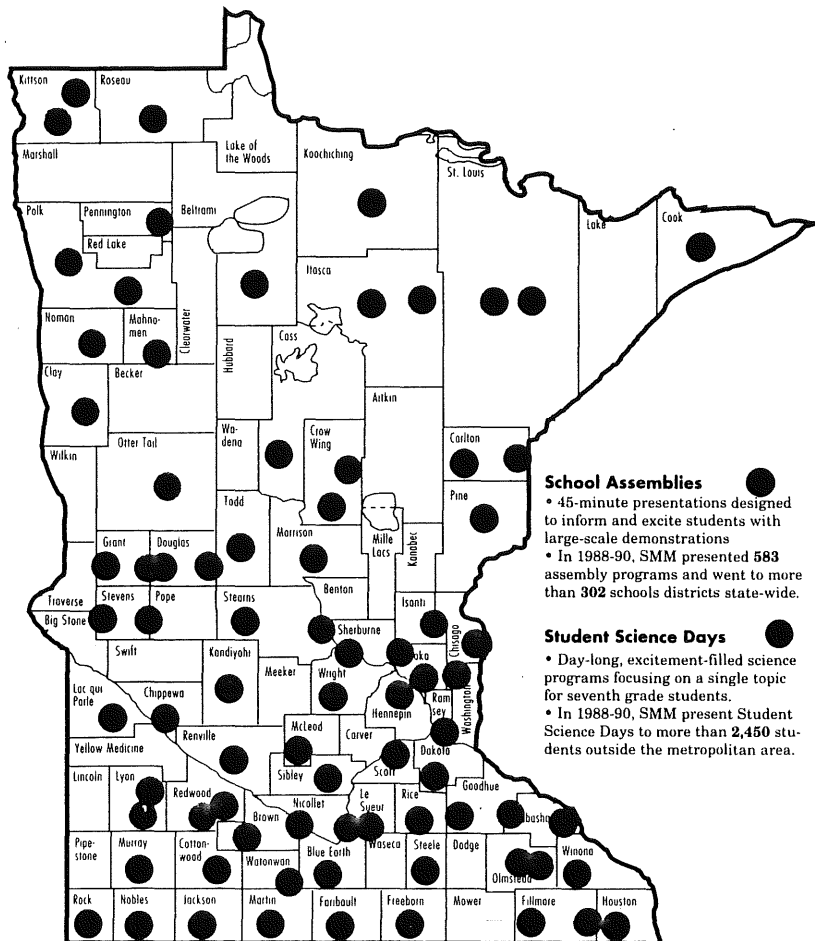 Kittson
Roseau
Lake of
the Woods
Koochiching
St. Louis
Marshall
Beltrami
Polk
Pennington
Red Lake
Cook
Lake
Itasca
Clearwater
Norman
Mahno-
men
Hubbard
Cass
Clay
Becker
Aitkin
Wa-
dena
Crow
Wing
Carlton
Otter Tail
Wilkin
Todd
Morrison
Mille
Lacs
Kanabec
Pine
Grant
Douglas
Benton
Traverse
Stevens
Pope
Stearns
Isanti
Big Stone
Sherburne
Chisago
Swift
Kandiyohi
Meeker
Wright
oka
Lac qui
Parle
Chippewa
Hennepin
Ram
sey
Washington
Renville
McLeod
Carver
Yellow Medicine
Dakota
Scott
Sibley
Goodhue
Lincoln
Lyon
Redwood
Nicollet
Le
Sueur
Rice
Brown
basha
Pipe-
stone
Murray
Cotton-
wood
Watonwan
Blue Earth
Waseca
Steele
Dodge
Olmstead
Winona
Rock
Nobles
Jackson
Martin
Faribault
Freeborn
Mower
Fillmore
Houston
School Assemblies
• 45-minute presentations designed
to inform and excite students with
large-scale demonstrations
• In 1988-90, SMM presented 583
assembly programs and went to more
than 302 schools districts state-wide.
Student Science Days
• Day-long, excitement-filled science
programs focusing on a single topic
for seventh grade students.
• In 1988-90, SMM present Student
Science Days to more than 2,450 stu-
dents outside the metropolitan area.